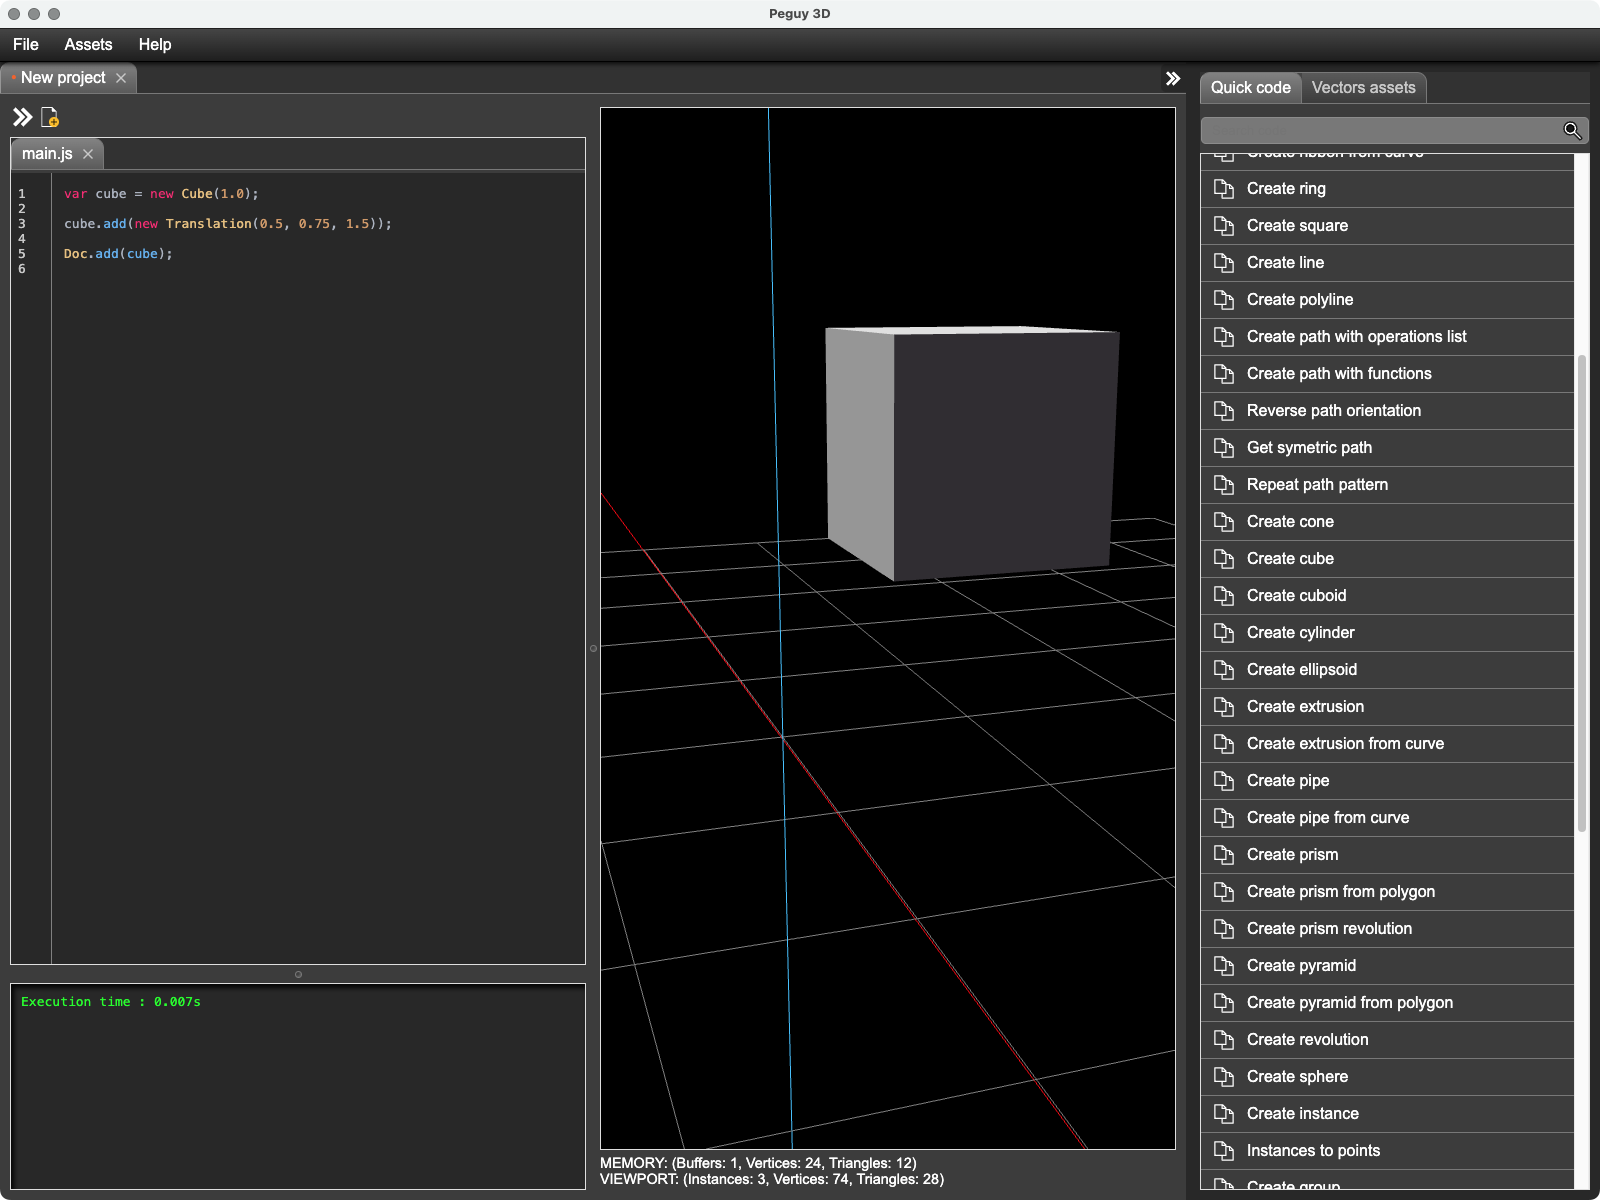 Peguy 3D
File Assets Help
New project
main.js
1 var cube = new Cube(1.0);
2
3 cube.add(new Translation(0.5, 0.75, 1.5));
4
5 Doc.add(cube);
6
Execution time : 0.007s
MEMORY: (Buffers: 1, Vertices: 24, Triangles: 12)
VIEWPORT: (Instances: 3, Vertices: 74, Triangles: 28)
Quick code Vectors assets
Create ribbon from curve
Create ring
Create square
Create line
Create polyline
Create path with operations list
Create path with functions
Reverse path orientation
Get symetric path
Repeat path pattern
Create cone
Create cube
Create cuboid
Create cylinder
Create ellipsoid
Create extrusion
Create extrusion from curve
Create pipe
Create pipe from curve
Create prism
Create prism from polygon
Create prism revolution
Create pyramid
Create pyramid from polygon
Create revolution
Create sphere
Create instance
Instances to points
Create group